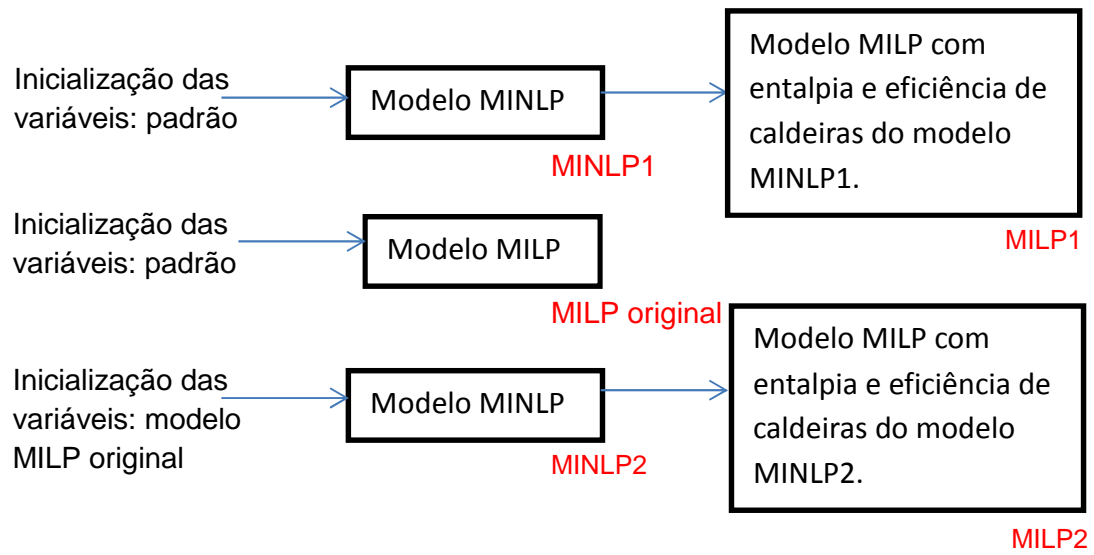 Inicialização das
variáveis: padrão
Modelo MINLP
MINLP1
Modelo MILP com
entalpia e eficiência de
caldeiras do modelo
MINLP1.
MILP1
Inicialização das
variáveis: padrão
Modelo MILP
MILP original
Inicialização das
variáveis: modelo
MILP original
Modelo MINLP
MINLP2
Modelo MILP com
entalpia e eficiência de
caldeiras do modelo
MINLP2.
MILP2